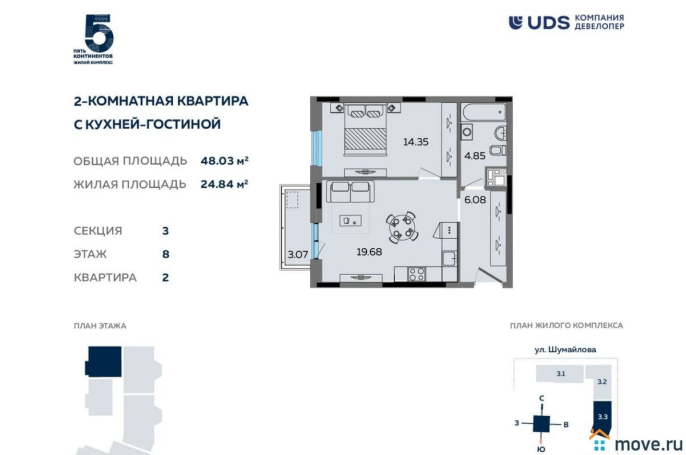 5
ПЯТЬ
КОНТИНЕНТОВ
ЖИЛОЙ КОМПЛЕКС
UDS КОМПАНИЯ
ДЕВЕЛОПЕР
2-КОМНАТНАЯ КВАРТИРА
С КУХНЕЙ-ГОСТИНОЙ
ОБЩАЯ ПЛОЩАДЬ 48.03 м²
ЖИЛАЯ ПЛОЩАДЬ 24.84 м²
СЕКЦИЯ 3
ЭТАЖ 8
КВАРТИРА 2
14.35
4.85
6.08
3.07
19.68
ПЛАН ЭТАЖА
ПЛАН ЖИЛОГО КОМПЛЕКСА
ул. Шумайлова
3.1
3.2
3.3
С
З
В
Ю
move.ru